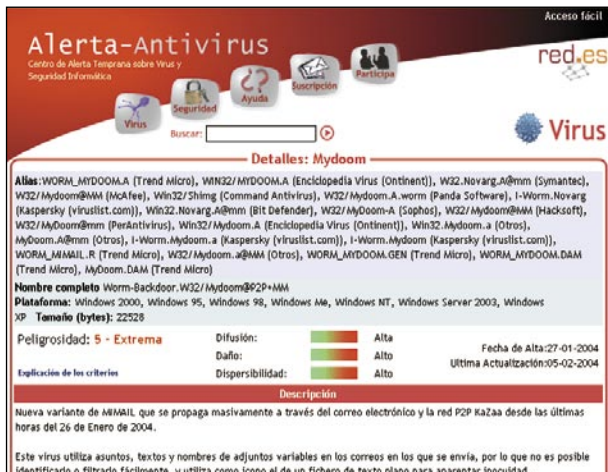 Acceso fácil
Alerta-Antivirus
Centro de Alerta Temprana sobre Virus y
Seguridad Informática
red.es
Virus
Seguridad
Ayuda
Suscripción
Participa
Buscar:
Virus
Detalles: Mydoom
Alias:WORM_MYDOOM.A (Trend Micro), WIN32/MYDOOM.A (Enciclopedia Virus (Ontinent)), W32.Novarg.A@mm (Symantec),
W32/Mydoom@MM (McAfee), Win32/Shimg (Command Antivirus), W32/Mydoom.A.worm (Panda Software), I-Worm.Novarg
(Kaspersky (viruslist.com)), Win32.Novarg.A@mm (Bit Defender), W32/MyDoom-A (Sophos), W32/Mydoom@MM (Hacksoft),
W32/MyDoom@mm (PerAntivirus), Win32/Mydoom.A (Enciclopedia Virus (Ontinent)), Win32.Mydoom.a (Otros),
MyDoom.A@mm (Otros), I-Worm.Mydoom.a (Kaspersky (viruslist.com)), I-Worm.Mydoom (Kaspersky (viruslist.com)),
WORM_MIMAIL.R (Trend Micro), W32/Mydoom.a@MM (Otros), WORM_MYDOOM.GEN (Trend Micro), WORM_MYDOOM.DAM
(Trend Micro), MyDoom.DAM (Trend Micro)
Nombre completo Worm-Backdoor.W32/Mydoom@P2P+MM
Plataforma: Windows 2000, Windows 95, Windows 98, Windows Me, Windows NT, Windows Server 2003, Windows
XP Tamaño (bytes): 22528
Peligrosidad: 5 - Extrema
Difusión: Alta
Daño: Alto
Dispersibilidad: Alto
Fecha de Alta:27-01-2004
Ultima Actualización:05-02-2004
Explicación de los criterios
Descripción
Nueva variante de MIMAIL que se propaga masivamente a través del correo electrónico y la red P2P KaZaa desde las últimas
horas del 26 de Enero de 2004.
Este virus utiliza asuntos, textos y nombres de adjuntos variables en los correos en los que se envía, por lo que no es posible
identificarlo o filtrarlo fácilmente, y utiliza como icono el de un fichero de texto plano para aparentar inocuidad.